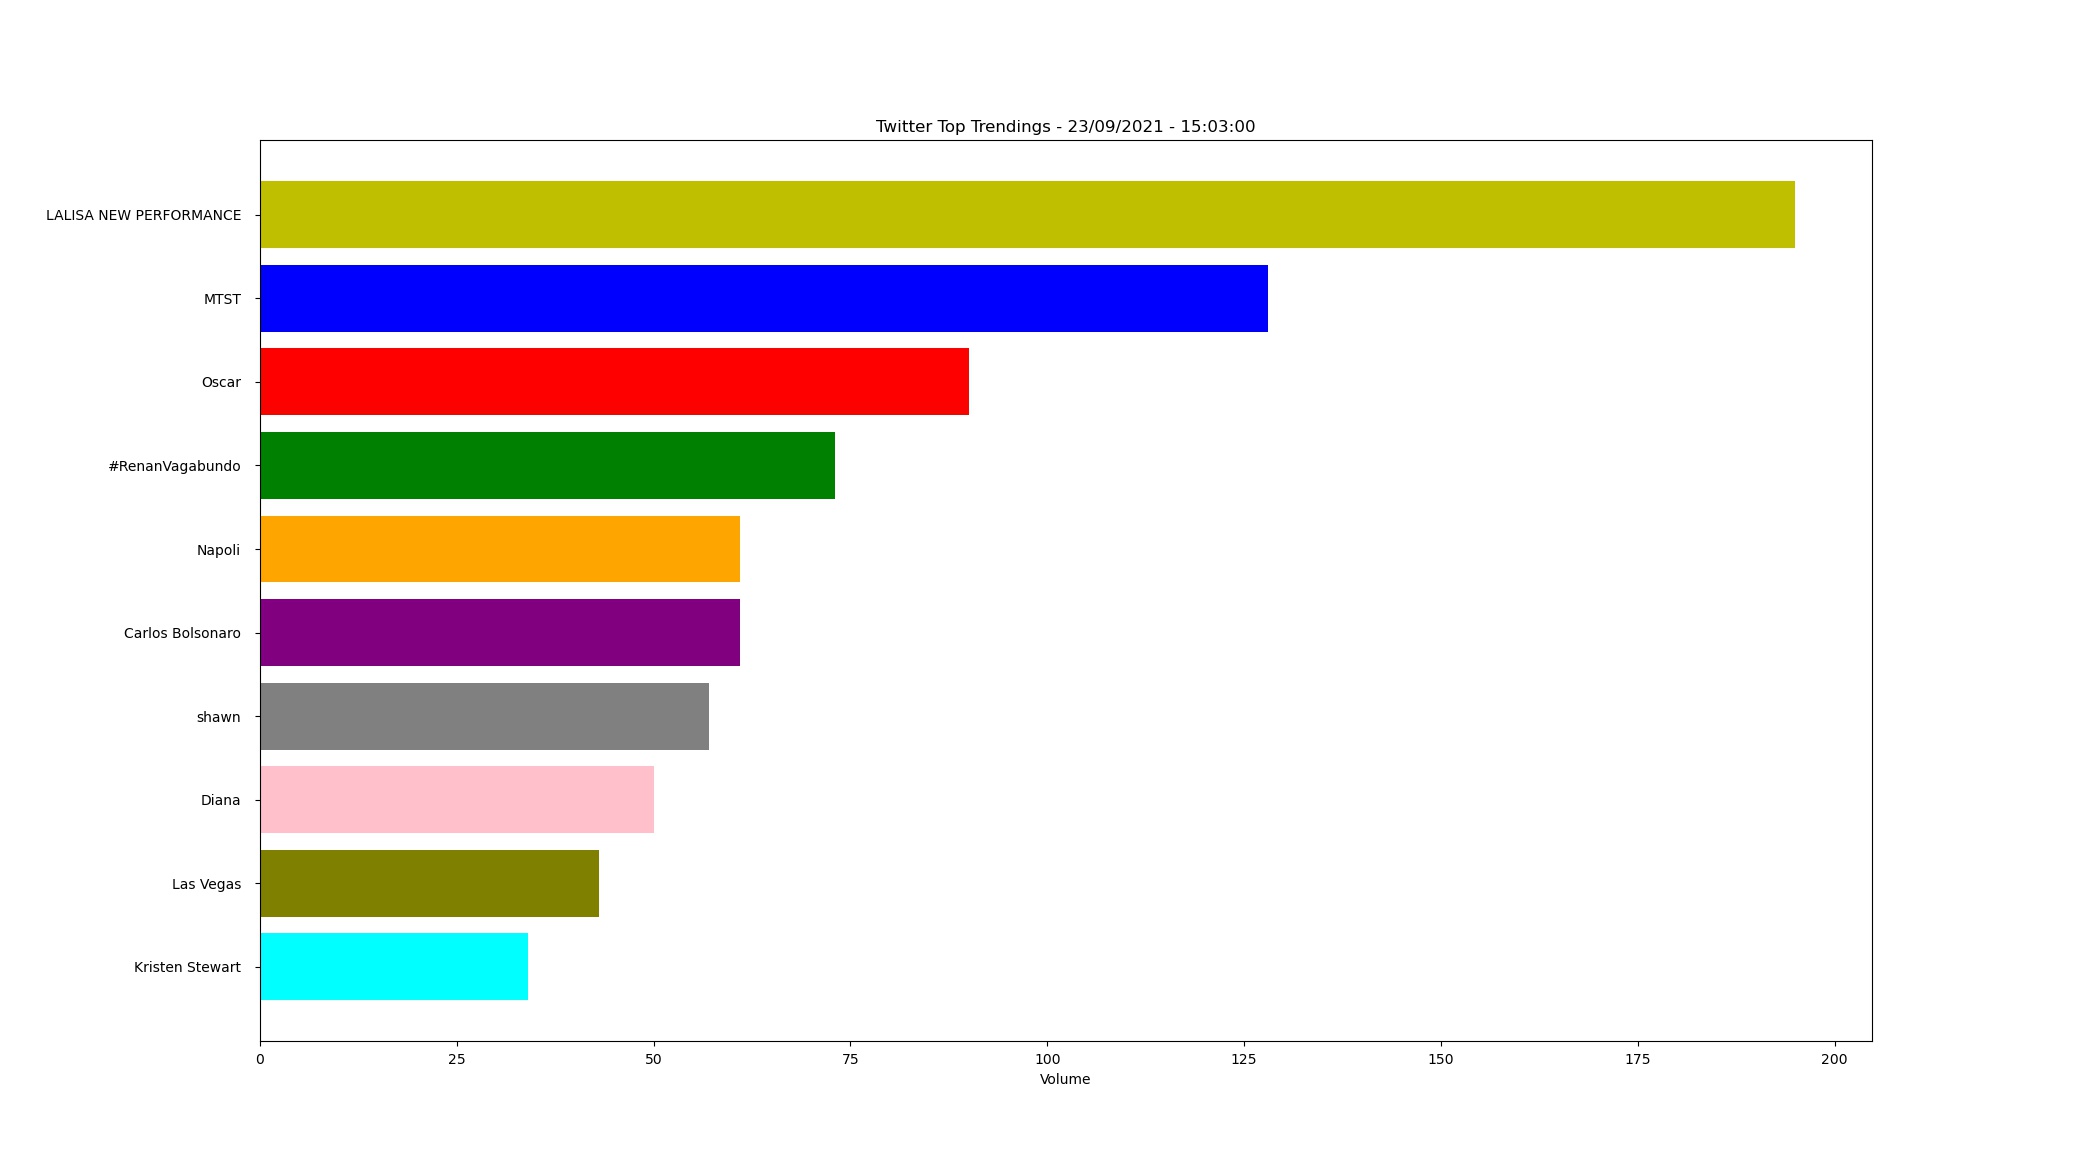 Twitter Top Trendings - 23/09/2021 - 15:03:00
LALISA NEW PERFORMANCE
MTST
Oscar
#RenanVagabundo
Napoli
Carlos Bolsonaro
shawn
Diana
Las Vegas
Kristen Stewart
0 25 50 75 100 125 150 175 200
Volume